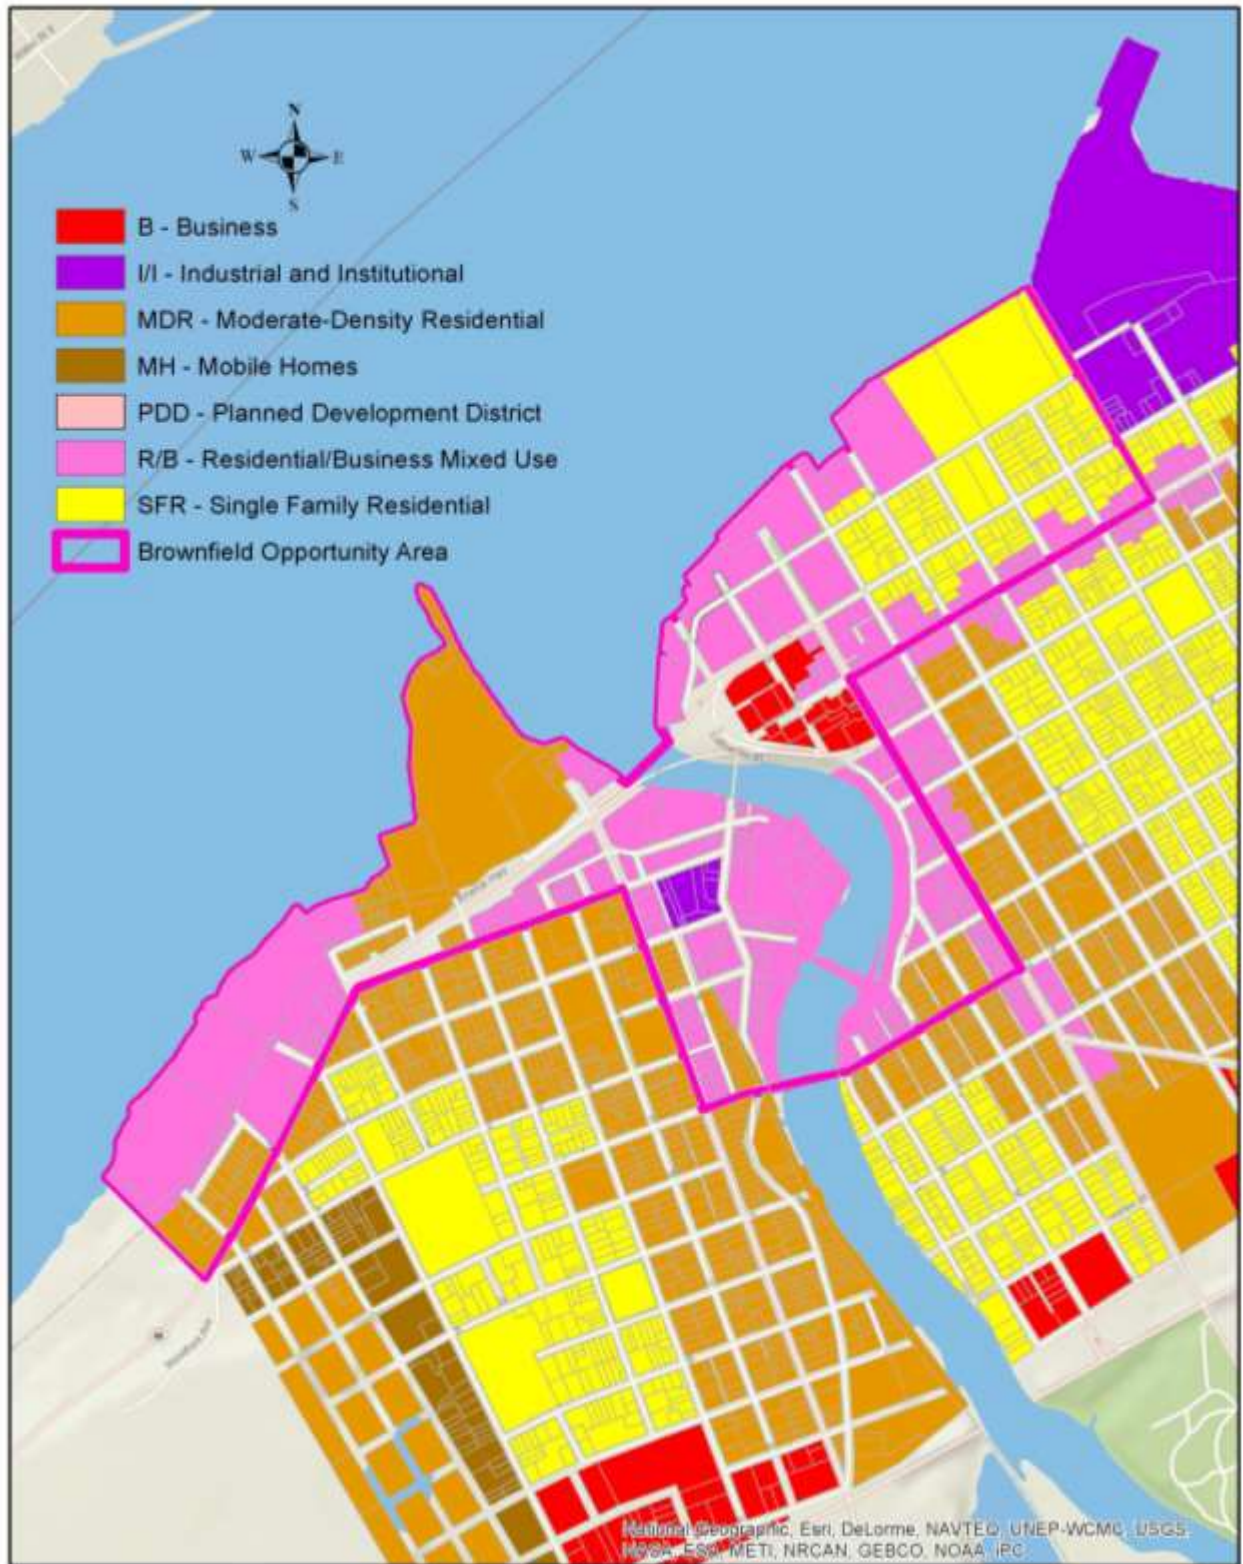 N
W E
S
B - Business
I/I - Industrial and Institutional
MDR - Moderate-Density Residential
MH - Mobile Homes
PDD - Planned Development District
R/B - Residential/Business Mixed Use
SFR - Single Family Residential
Brownfield Opportunity Area
National Geographic, Esri, DeLorme, NAVTEQ, UNEP-WCMC, USGS,
NASA, ESA, METI, NRCAN, GEBCO, NOAA, iPC